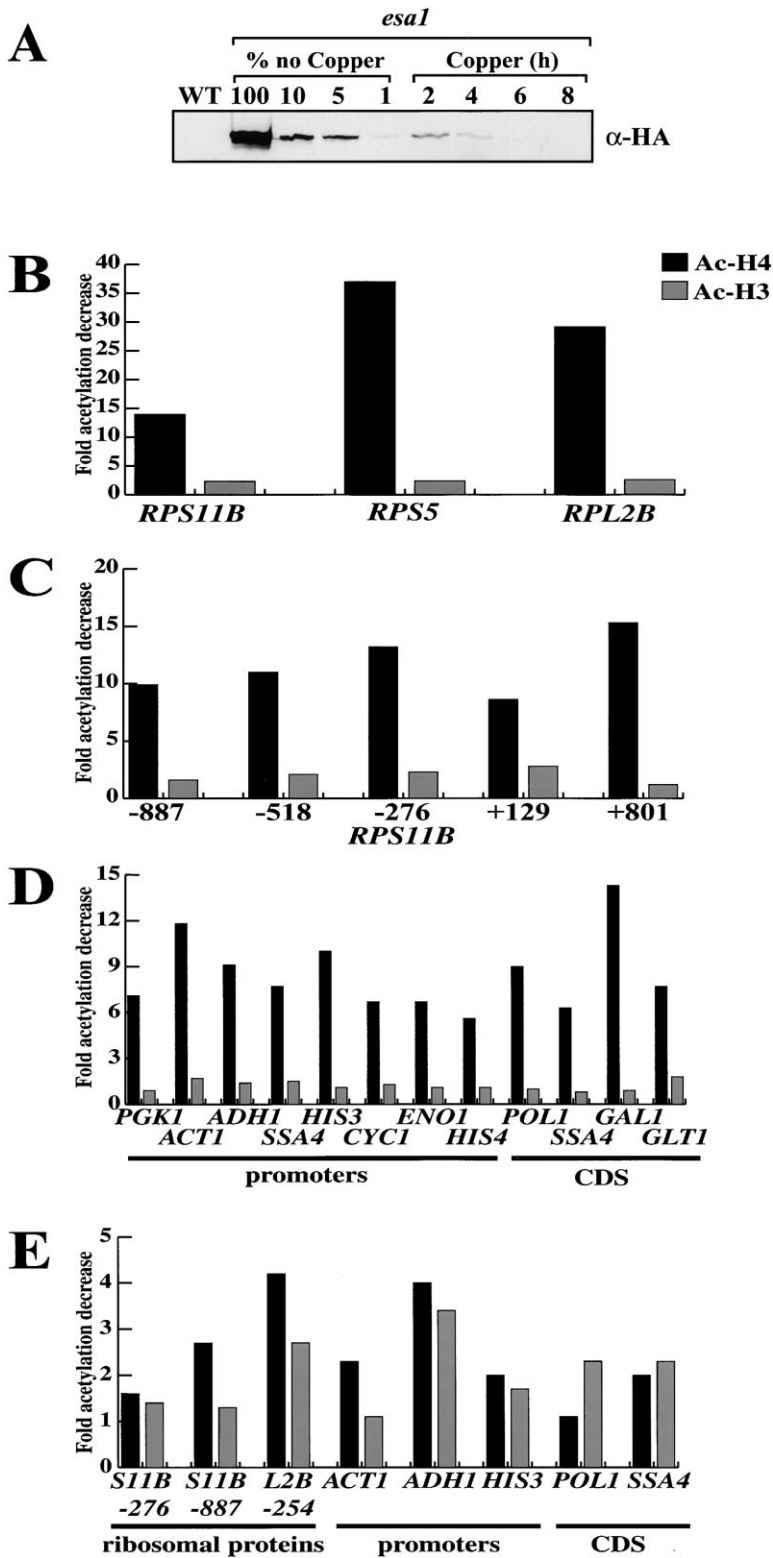 A
esa1
% no Copper
Copper (h)
WT 100 10 5 1 2 4 6 8
α-HA
B
Fold acetylation decrease
40
35
30
25
20
15
10
5
0
Ac-H4
Ac-H3
RPS11B RPS5 RPL2B
C
Fold acetylation decrease
20
15
10
5
0
-887 -518 -276 +129 +801
RPS11B
D
Fold acetylation decrease
15
12
9
6
3
0
PGK1 ADH1 HIS3 ENO1 POL1 GAL1
ACT1 SSA4 CYC1 HIS4 SSA4 GLT1
promoters CDS
E
Fold acetylation decrease
5
4
3
2
1
0
S11B S11B L2B ACT1 ADH1 HIS3 POL1 SSA4
-276 -887 -254
ribosomal proteins promoters CDS